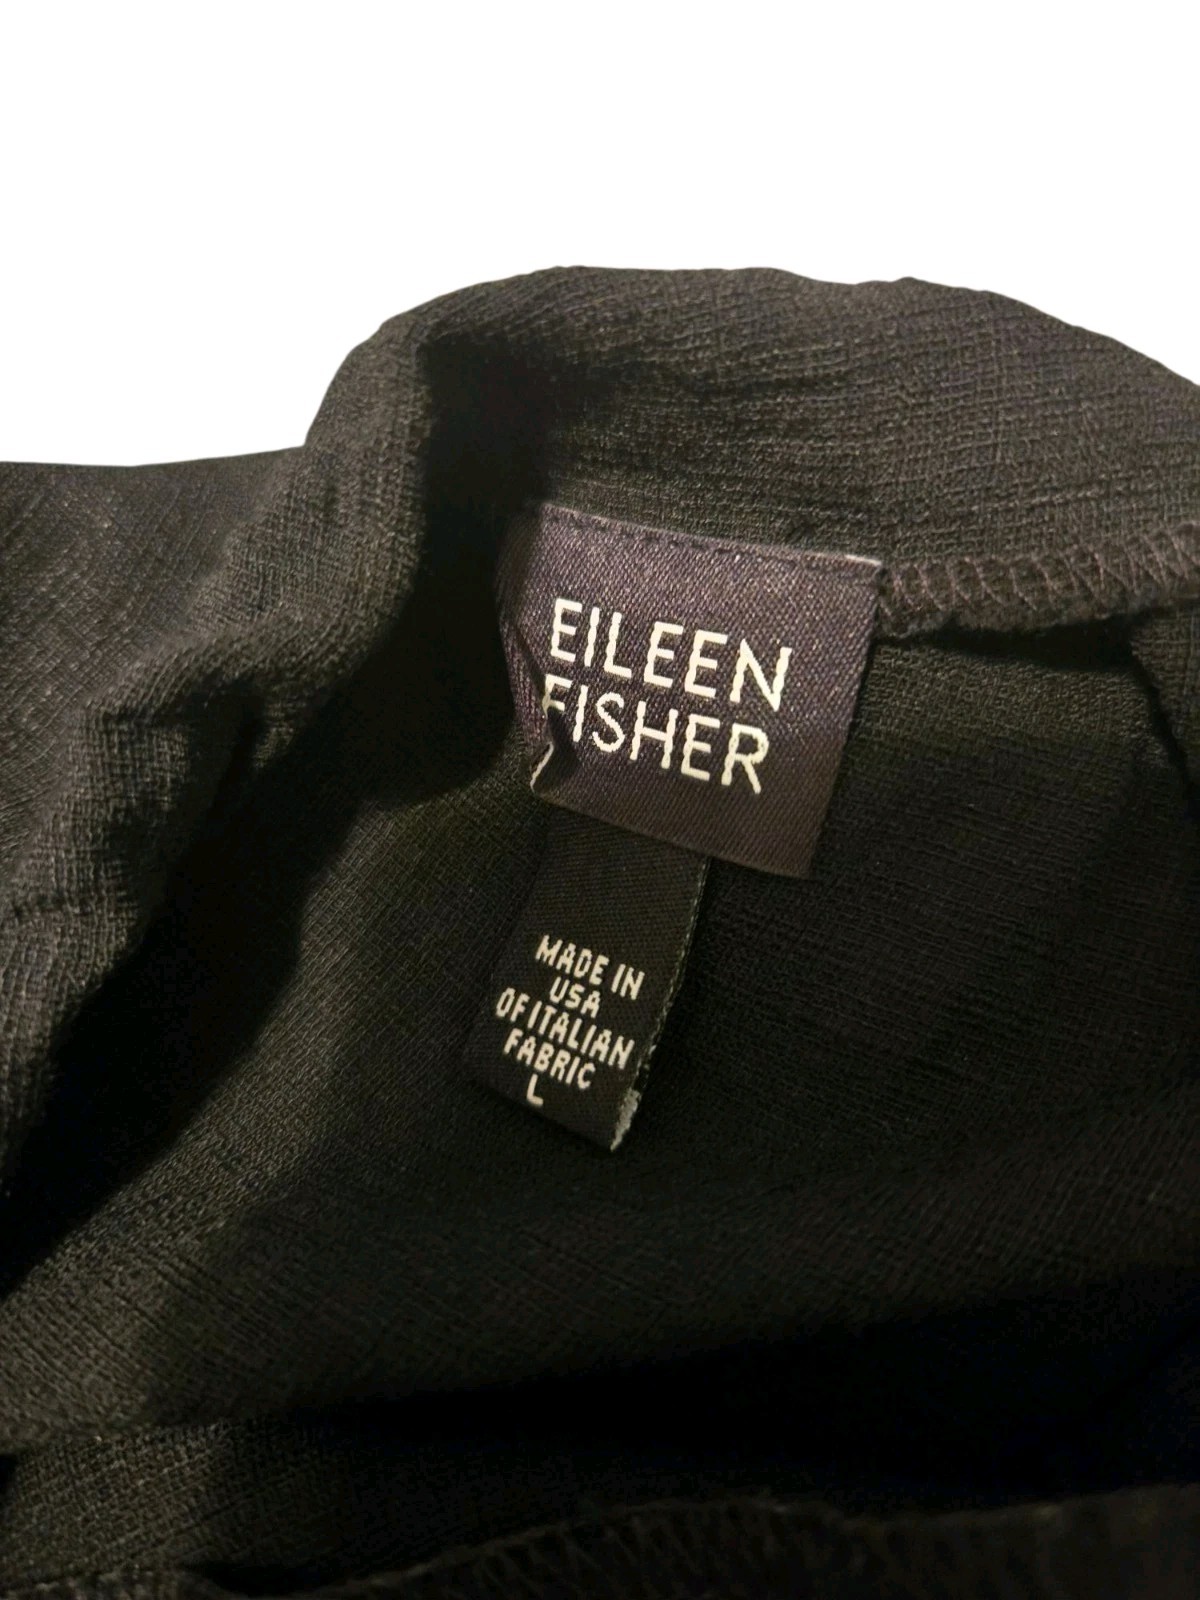 EILEEN
FISHER
MADE IN
USA
OF ITALIAN
FABRIC
L